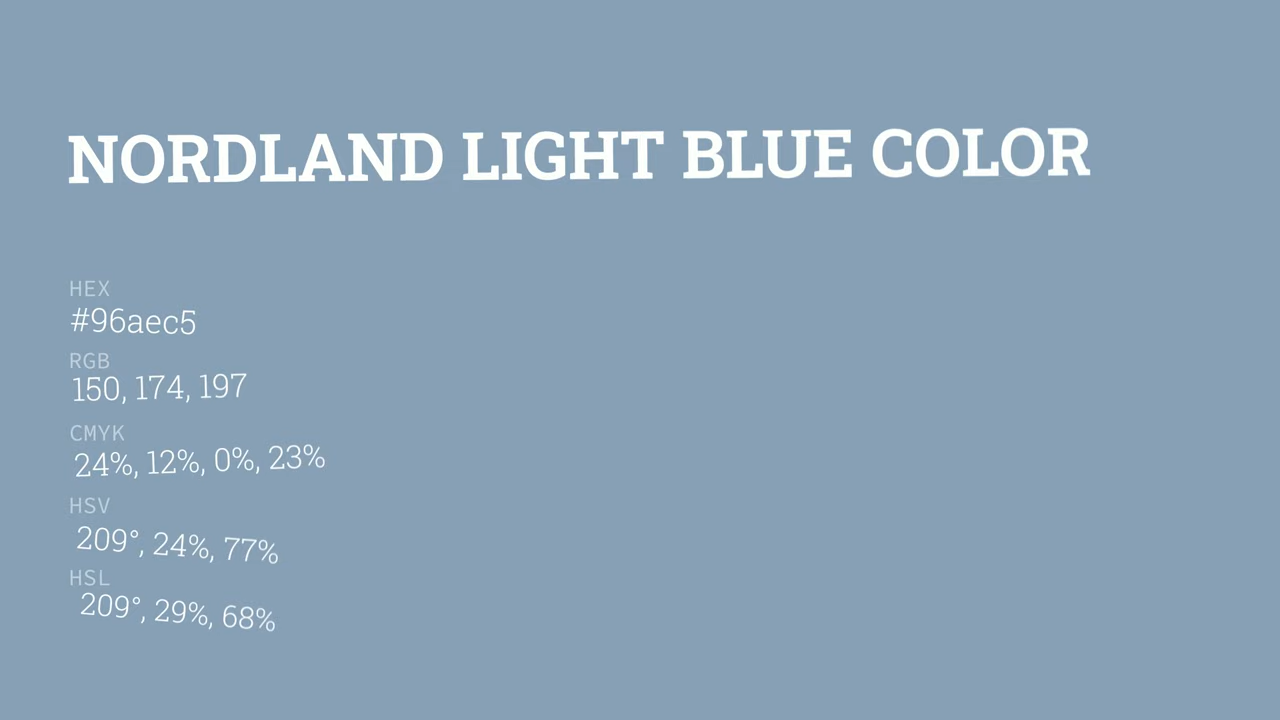 NORDLAND LIGHT BLUE COLOR
HEX
#96aec5
RGB
150, 174, 197
CMYK
24%, 12%, 0%, 23%
HSV
209°, 24%, 77%
HSL
209°, 29%, 68%